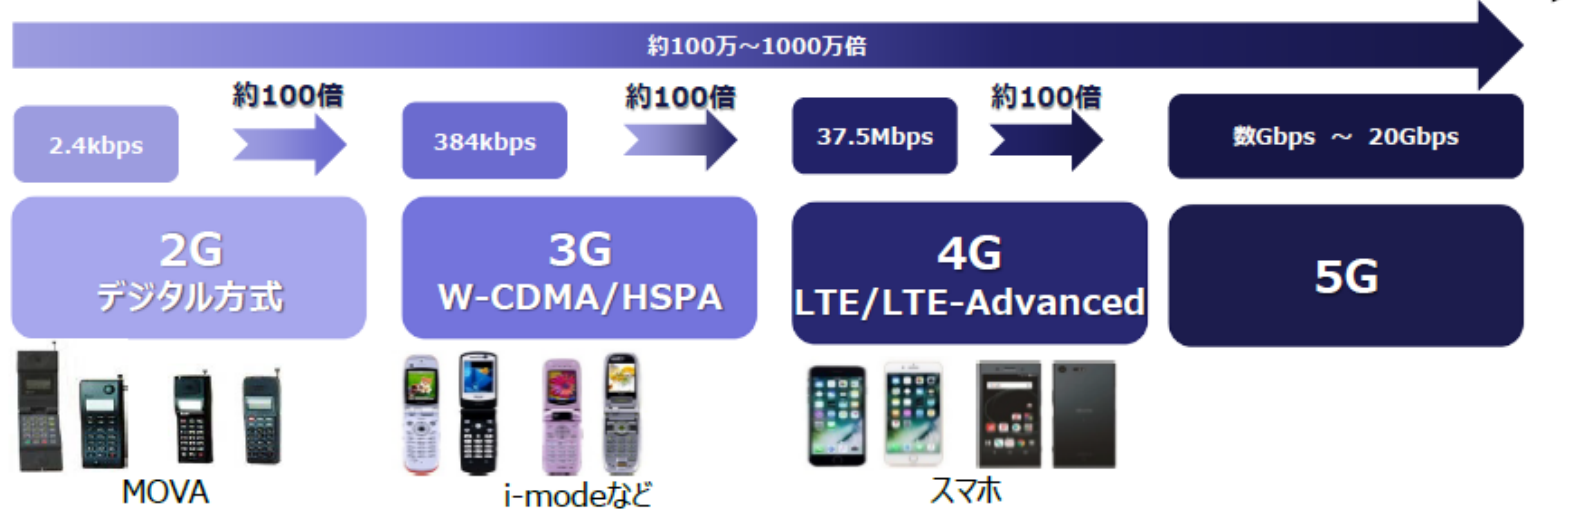 約100万～1000万倍
2.4kbps
約100倍
384kbps
約100倍
37.5Mbps
約100倍
数Gbps ～ 20Gbps
2G
デジタル方式
3G
W-CDMA/HSPA
4G
LTE/LTE-Advanced
5G
MOVA
i-modeなど
スマホ